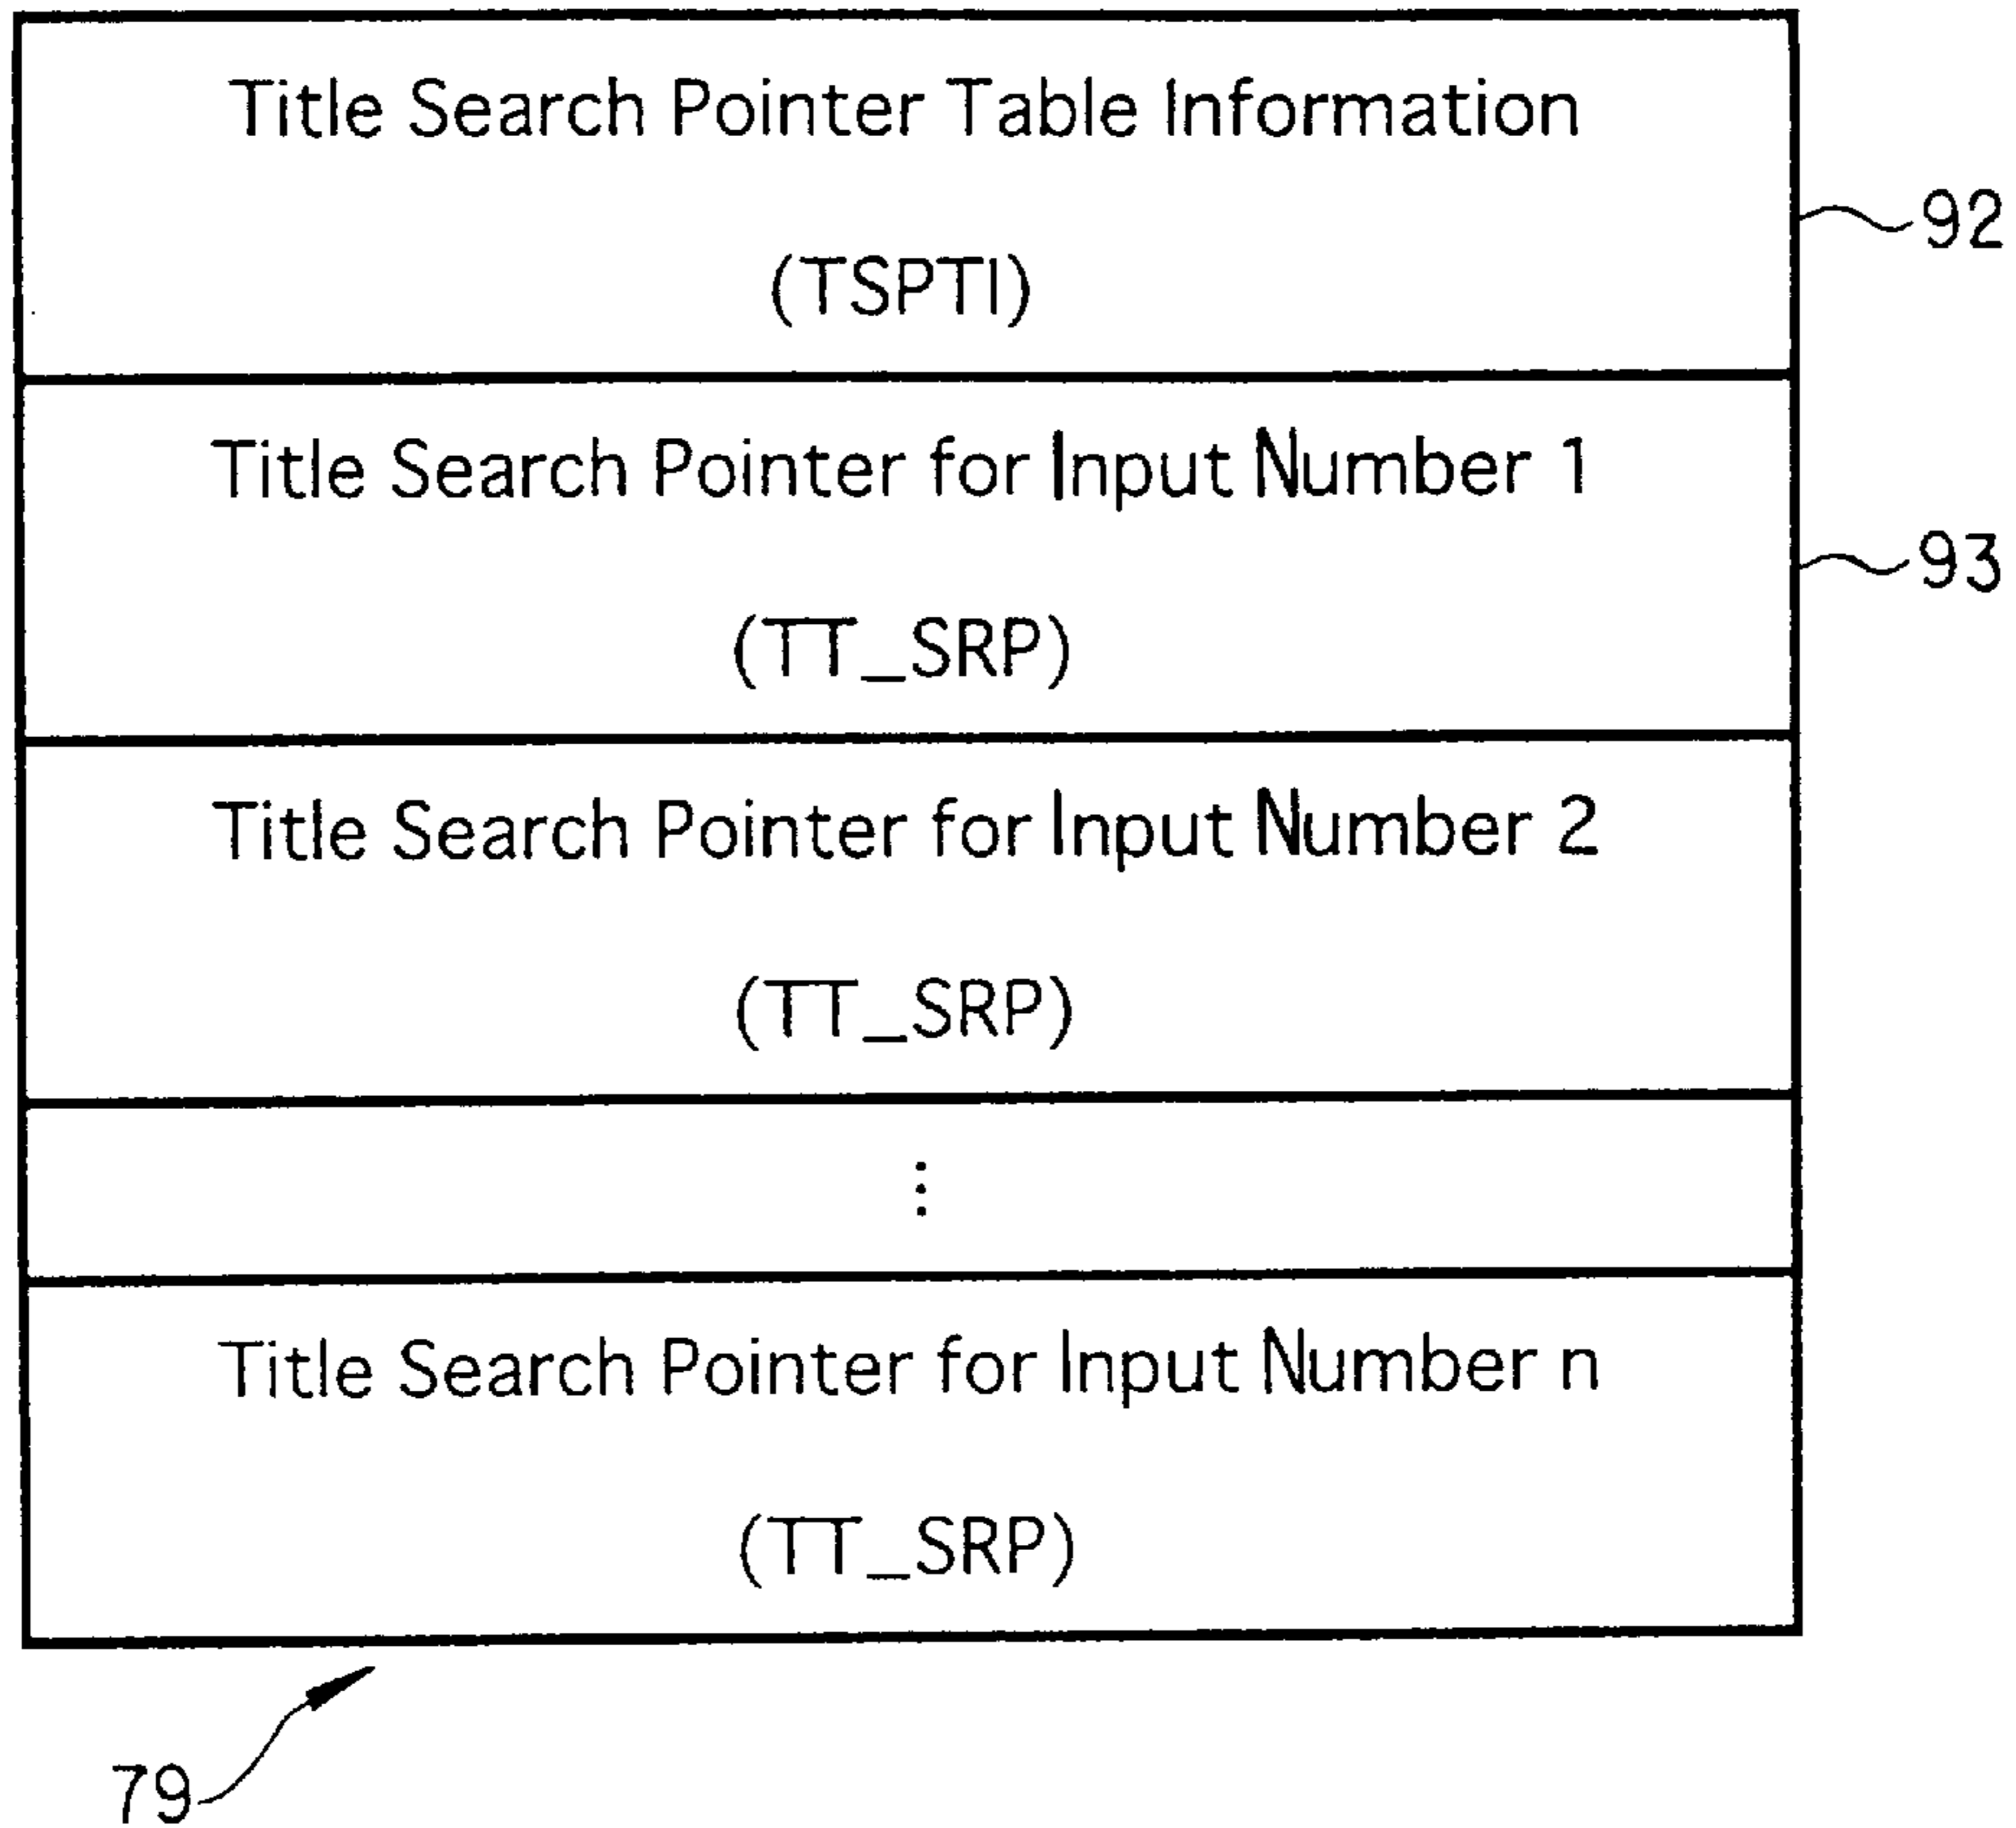 Title Search Pointer Table Information
(TSPTI)
92
Title Search Pointer for Input Number 1
93
(TT_SRP)
Title Search Pointer for Input Number 2
(TT_SRP)
⋮
Title Search Pointer for Input Number n
(TT_SRP)
79